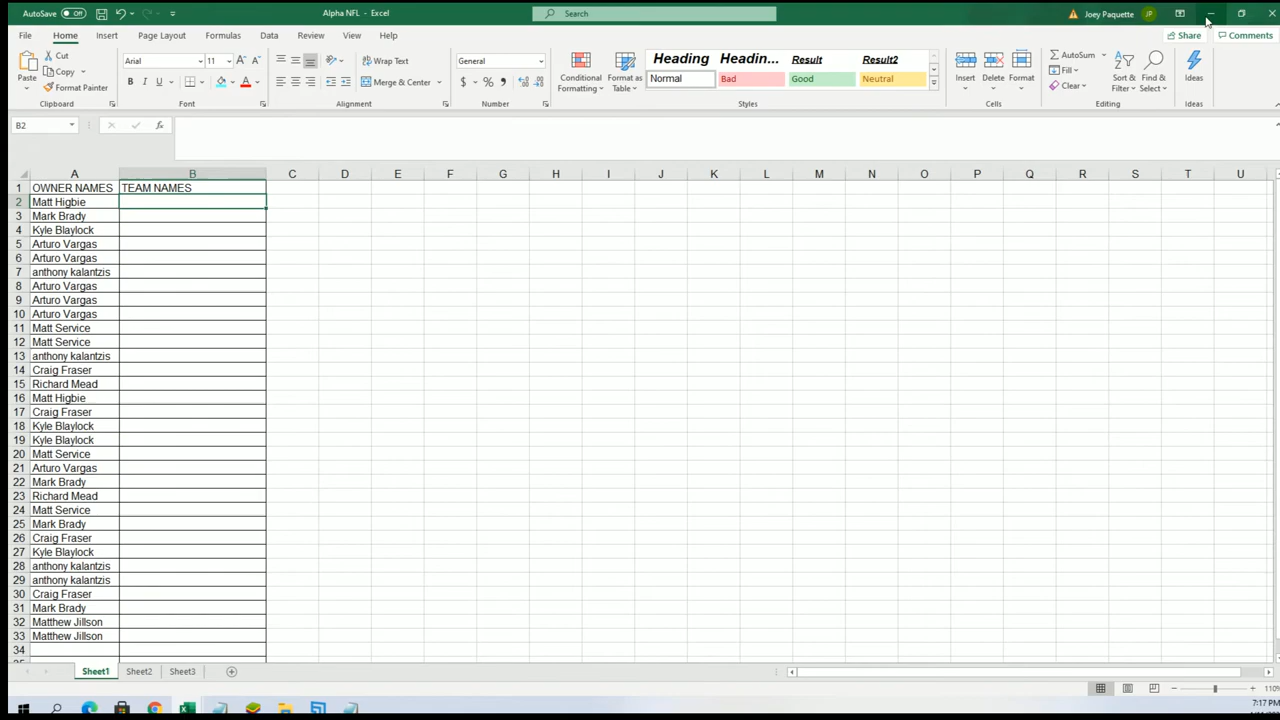 AutoSave Off Alpha NFL - Excel Search Joey Paquette JP
File Home Insert Page Layout Formulas Data Review View Help Share Comments
Cut
Copy
Format Painter
Paste
Clipboard
Arial 11
B I U
Font
Wrap Text
Merge & Center
Alignment
General
$ % ,
Number
Conditional Formatting
Format as Table
Heading Headin... Result Result2
Normal Bad Good Neutral
Styles
Insert Delete Format
Cells
AutoSum
Fill
Clear
Sort & Filter
Find & Select
Editing
Ideas
Ideas
B2 fx
A B C D E F G H I J K L M N O P Q R S T U
1 OWNER NAMES TEAM NAMES
2 Matt Higbie
3 Mark Brady
4 Kyle Blaylock
5 Arturo Vargas
6 Arturo Vargas
7 anthony kalantzis
8 Arturo Vargas
9 Arturo Vargas
10 Arturo Vargas
11 Matt Service
12 Matt Service
13 anthony kalantzis
14 Craig Fraser
15 Richard Mead
16 Matt Higbie
17 Craig Fraser
18 Kyle Blaylock
19 Kyle Blaylock
20 Matt Service
21 Arturo Vargas
22 Mark Brady
23 Richard Mead
24 Matt Service
25 Mark Brady
26 Craig Fraser
27 Kyle Blaylock
28 anthony kalantzis
29 anthony kalantzis
30 Craig Fraser
31 Mark Brady
32 Matthew Jillson
33 Matthew Jillson
34
Sheet1 Sheet2 Sheet3
110%
7:17 PM